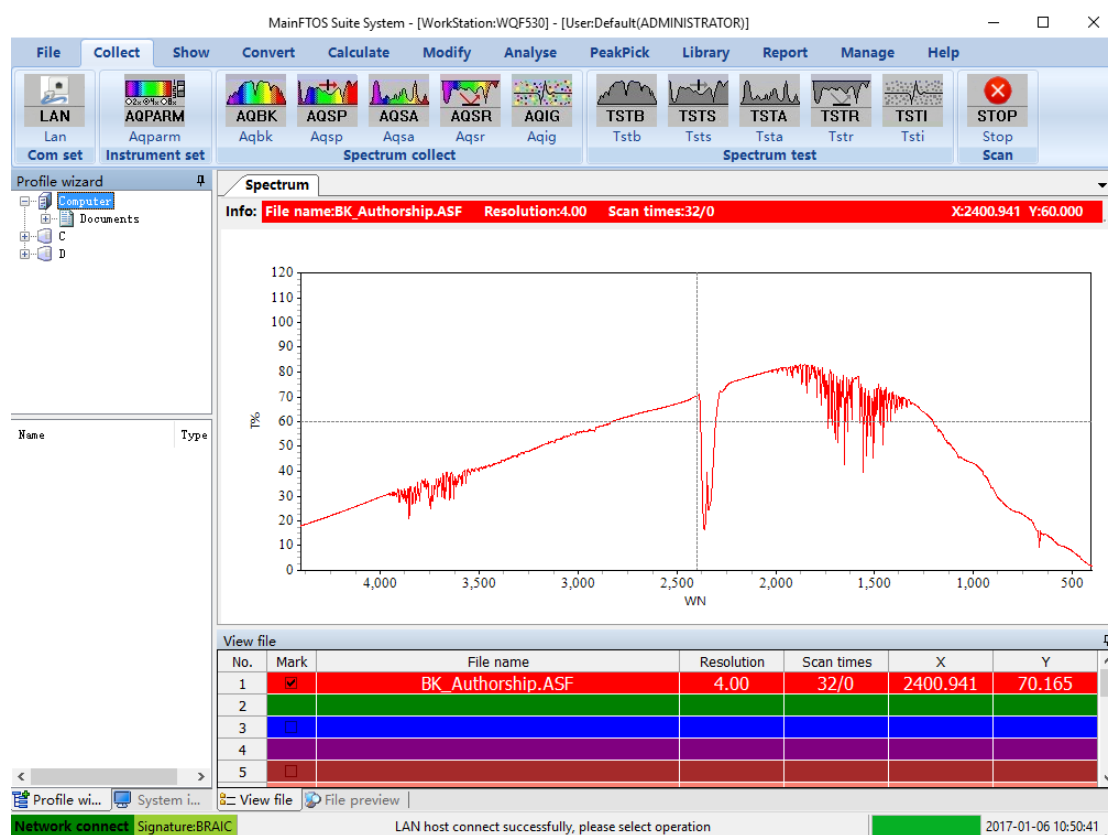 MainFTOS Suite System - [WorkStation:WQF530] - [User:Default(ADMINISTRATOR)]
File Collect Show Convert Calculate Modify Analyse PeakPick Library Report Manage Help
LAN AQPARM AQBK AQSP AQSA AQSR AQIG TSTB TSTS TSTA TSTR TSTI STOP
Lan Aqparm Aqbk Aqsp Aqsa Aqsr Aqig Tstb Tsts Tsta Tstr Tsti Stop
Com set Instrument set Spectrum collect Spectrum test Scan
Profile wizard
Computer
Documents
C
D
Name Type
Spectrum
Info: File name:BK_Authorship.ASF Resolution:4.00 Scan times:32/0 X:2400.941 Y:60.000
120
110
100
90
80
70
60
50
40
30
20
10
0
T%
4,000 3,500 3,000 2,500 2,000 1,500 1,000 500
WN
View file
No. Mark File name Resolution Scan times X Y
1 BK_Authorship.ASF 4.00 32/0 2400.941 70.165
2
3
4
5
Profile wi... System i... View file File preview
Network connect Signature:BRAIC LAN host connect successfully, please select operation 2017-01-06 10:50:41